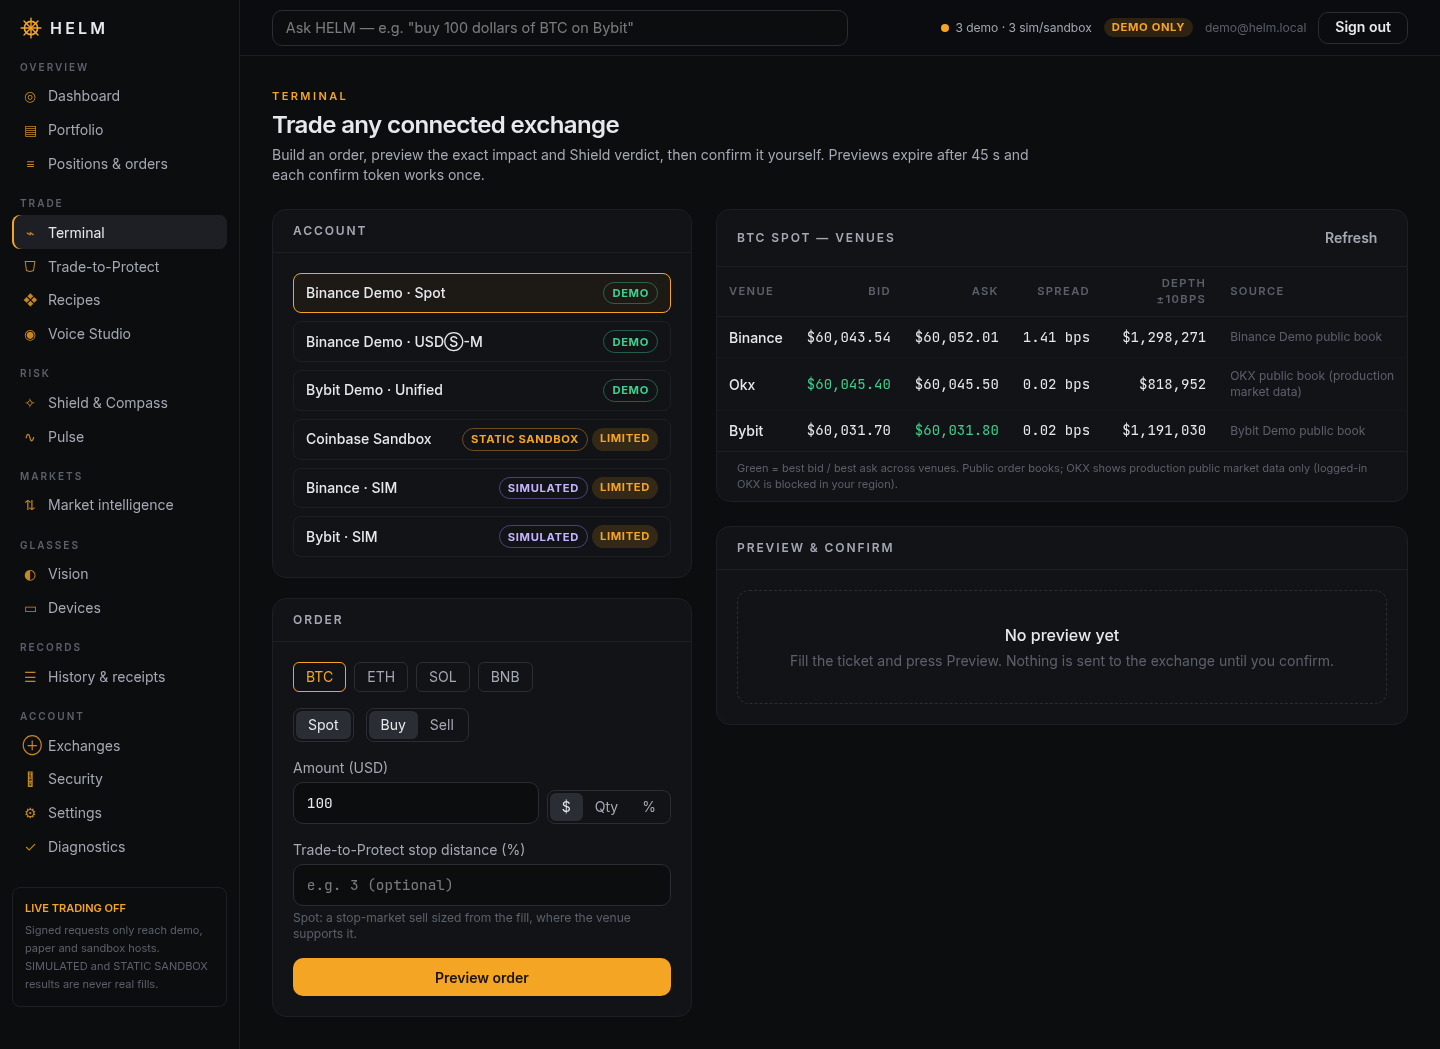 HELM
OVERVIEW
Dashboard
Portfolio
Positions & orders
TRADE
Terminal
Trade-to-Protect
Recipes
Voice Studio
RISK
Shield & Compass
Pulse
MARKETS
Market intelligence
GLASSES
Vision
Devices
RECORDS
History & receipts
ACCOUNT
Exchanges
Security
Settings
Diagnostics
LIVE TRADING OFF
Signed requests only reach demo,
paper and sandbox hosts.
SIMULATED and STATIC SANDBOX
results are never real fills.
Ask HELM — e.g. "buy 100 dollars of BTC on Bybit"
3 demo · 3 sim/sandbox DEMO ONLY demo@helm.local Sign out
TERMINAL
Trade any connected exchange
Build an order, preview the exact impact and Shield verdict, then confirm it yourself. Previews expire after 45 s and
each confirm token works once.
ACCOUNT
Binance Demo · Spot DEMO
Binance Demo · USDⓈ-M DEMO
Bybit Demo · Unified DEMO
Coinbase Sandbox STATIC SANDBOX LIMITED
Binance · SIM SIMULATED LIMITED
Bybit · SIM SIMULATED LIMITED
ORDER
BTC ETH SOL BNB
Spot Buy Sell
Amount (USD)
100 $ Qty %
Trade-to-Protect stop distance (%)
e.g. 3 (optional)
Spot: a stop-market sell sized from the fill, where the venue
supports it.
Preview order
BTC SPOT — VENUES Refresh
VENUE BID ASK SPREAD DEPTH ±10BPS SOURCE
Binance $60,043.54 $60,052.01 1.41 bps $1,298,271 Binance Demo public book
Okx $60,045.40 $60,045.50 0.02 bps $818,952 OKX public book (production
market data)
Bybit $60,031.70 $60,031.80 0.02 bps $1,191,030 Bybit Demo public book
Green = best bid / best ask across venues. Public order books; OKX shows production public market data only (logged-in
OKX is blocked in your region).
PREVIEW & CONFIRM
No preview yet
Fill the ticket and press Preview. Nothing is sent to the exchange until you confirm.